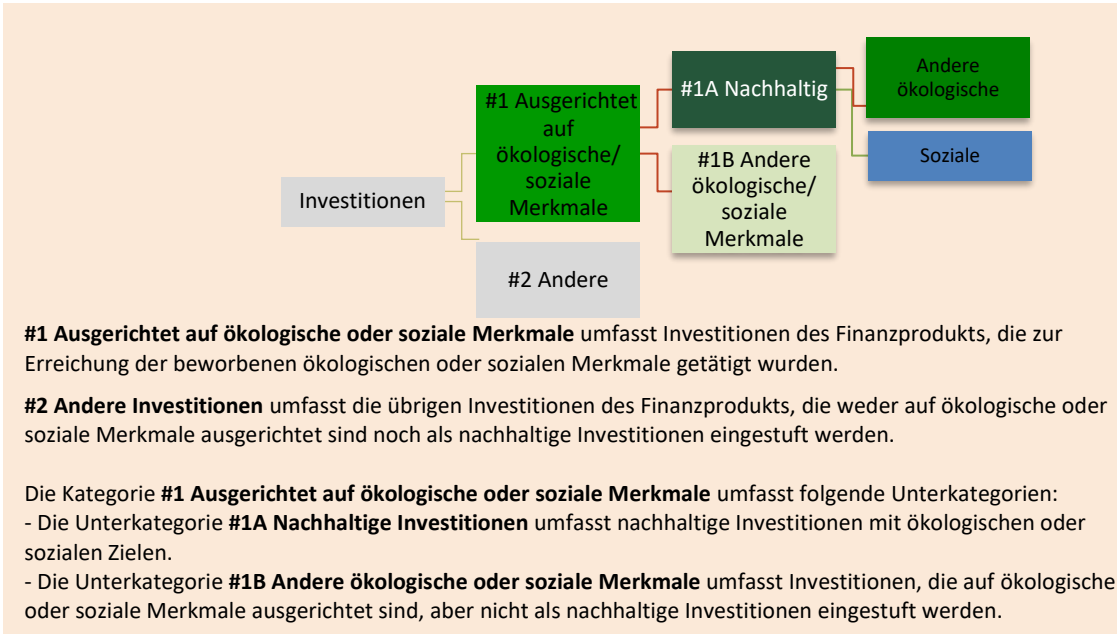 Investitionen
#1 Ausgerichtet
auf
ökologische/
soziale
Merkmale
#2 Andere
#1A Nachhaltig
#1B Andere
ökologische/
soziale
Merkmale
Andere
ökologische
Soziale
#1 Ausgerichtet auf ökologische oder soziale Merkmale umfasst Investitionen des Finanzprodukts, die zur
Erreichung der beworbenen ökologischen oder sozialen Merkmale getätigt wurden.
#2 Andere Investitionen umfasst die übrigen Investitionen des Finanzprodukts, die weder auf ökologische oder
soziale Merkmale ausgerichtet sind noch als nachhaltige Investitionen eingestuft werden.
Die Kategorie #1 Ausgerichtet auf ökologische oder soziale Merkmale umfasst folgende Unterkategorien:
- Die Unterkategorie #1A Nachhaltige Investitionen umfasst nachhaltige Investitionen mit ökologischen oder
sozialen Zielen.
- Die Unterkategorie #1B Andere ökologische oder soziale Merkmale umfasst Investitionen, die auf ökologische
oder soziale Merkmale ausgerichtet sind, aber nicht als nachhaltige Investitionen eingestuft werden.